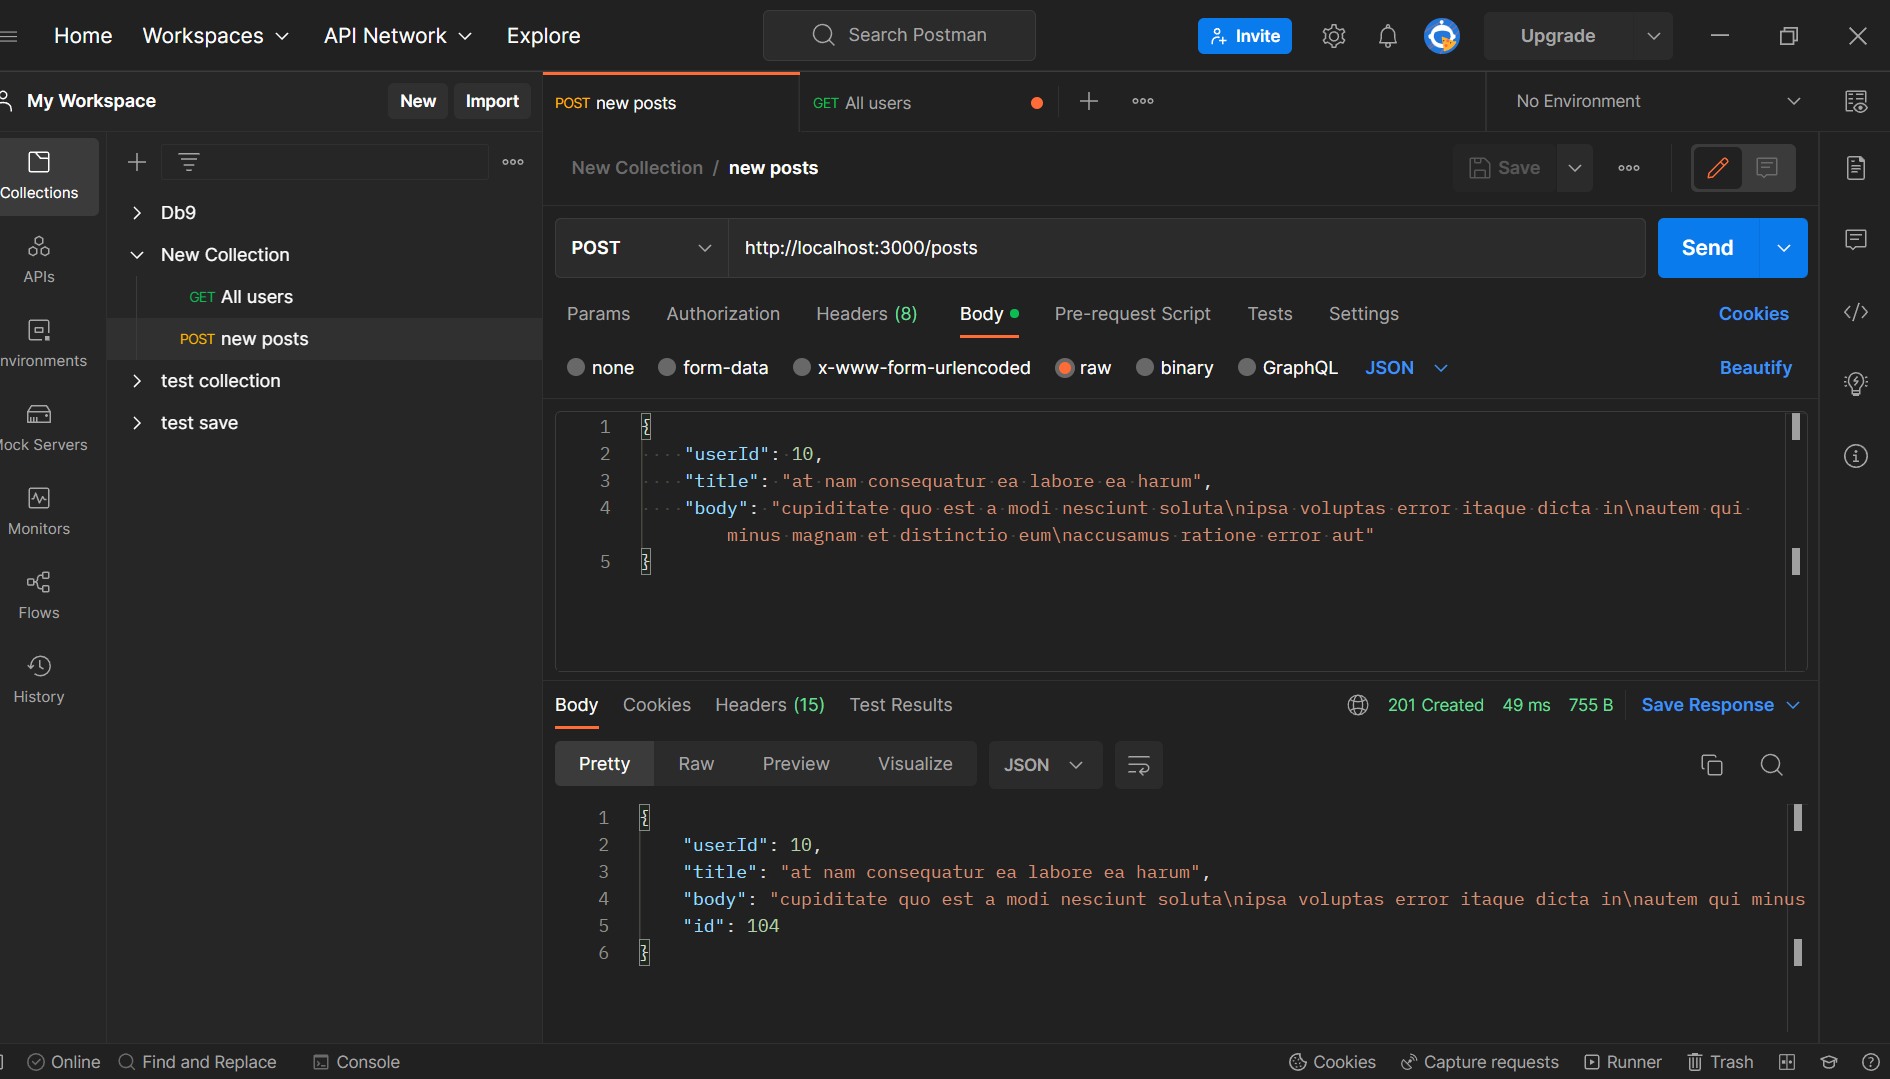 Home Workspaces API Network Explore Search Postman Invite Upgrade
My Workspace New Import POST new posts GET All users No Environment
Collections
APIs
nvironments
Mock Servers
Monitors
Flows
History
Db9
New Collection
GET All users
POST new posts
test collection
test save
New Collection / new posts Save
POST http://localhost:3000/posts Send
Params Authorization Headers (8) Body Pre-request Script Tests Settings Cookies
none form-data x-www-form-urlencoded raw binary GraphQL JSON Beautify
1 {
2 "userId": 10,
3 "title": "at nam consequatur ea labore ea harum",
4 "body": "cupiditate quo est a modi nesciunt soluta\nipsa voluptas error itaque dicta in\nautem qui
minus magnam et distinctio eum\naccusamus ratione error aut"
5 }
Body Cookies Headers (15) Test Results 201 Created 49 ms 755 B Save Response
Pretty Raw Preview Visualize JSON
1 {
2 "userId": 10,
3 "title": "at nam consequatur ea labore ea harum",
4 "body": "cupiditate quo est a modi nesciunt soluta\nipsa voluptas error itaque dicta in\nautem qui minus
5 "id": 104
6 }
Online Find and Replace Console Cookies Capture requests Runner Trash